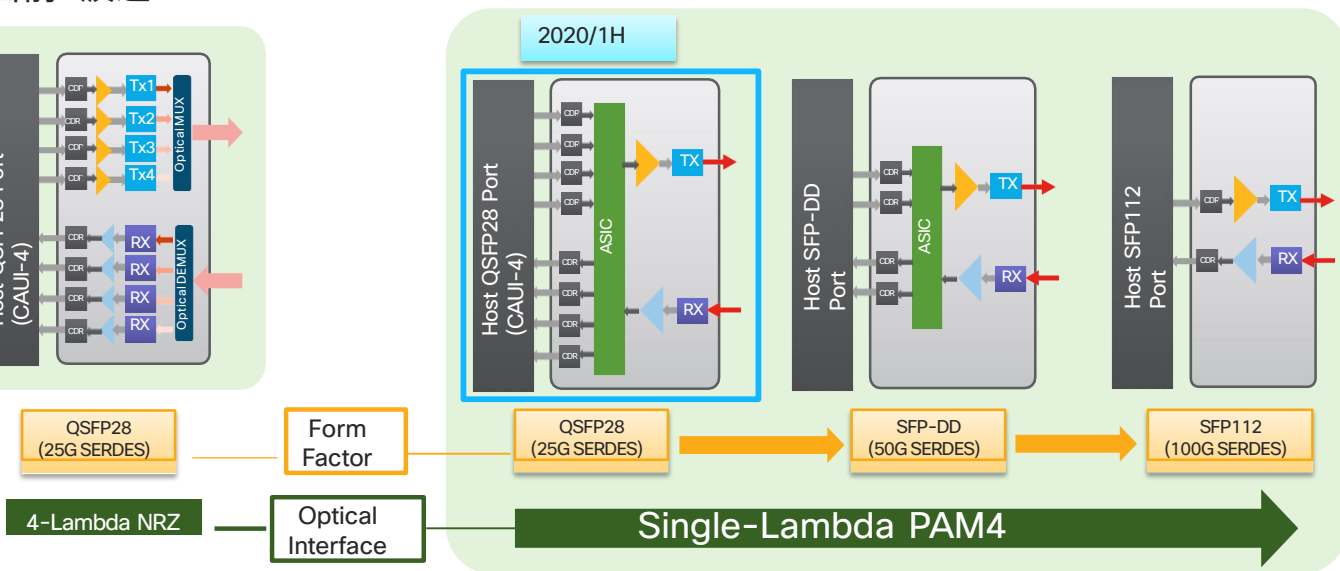 2020/1H
Host QSFP28 Port
(CAUI-4)
CDR
CDR
CDR
CDR
Tx1
Tx2
Tx3
Tx4
Optical MUX
CDR
CDR
CDR
CDR
RX
RX
RX
RX
Optical DEMUX
Host QSFP28 Port
(CAUI-4)
CDR
CDR
CDR
CDR
CDR
CDR
CDR
CDR
ASIC
TX
RX
Host SFP-DD
Port
CDR
CDR
CDR
CDR
ASIC
TX
RX
Host SFP112
Port
CDR
CDR
TX
RX
QSFP28
(25G SERDES)
Form
Factor
QSFP28
(25G SERDES)
SFP-DD
(50G SERDES)
SFP112
(100G SERDES)
4-Lambda NRZ
Optical
Interface
Single-Lambda PAM4